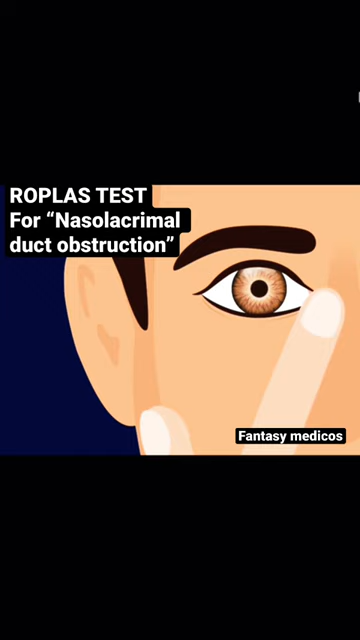 ROPLAS TEST
For “Nasolacrimal
duct obstruction”
Fantasy medicos